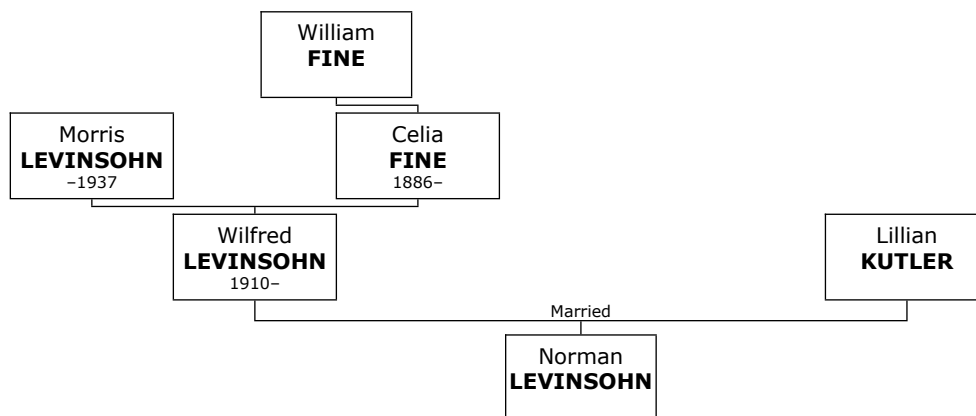 William
FINE
Morris
LEVINSOHN
–1937
Celia
FINE
1886–
Wilfred
LEVINSOHN
1910–
Lillian
KUTLER
Married
Norman
LEVINSOHN